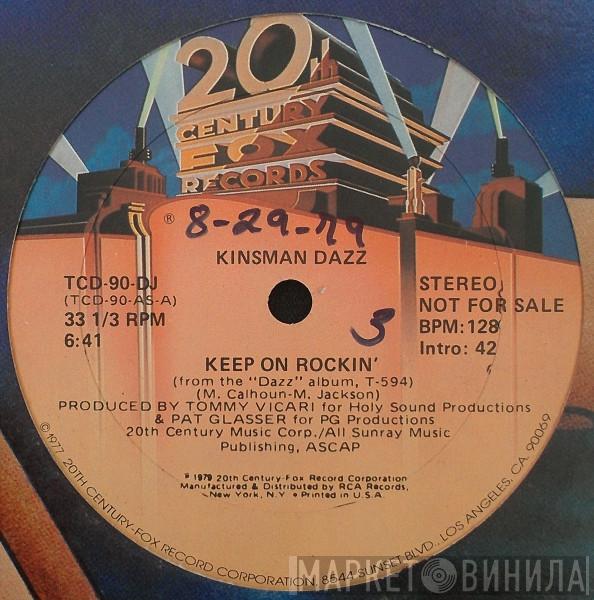 20th
CENTURY
FOX
RECORDS
®
8-29-79
KINSMAN DAZZ
TCD-90-DJ
(TCD-90-AS-A)
33 1/3 RPM
6:41
STEREO
NOT FOR SALE
BPM:128
Intro: 42
3
KEEP ON ROCKIN'
(from the "Dazz" album, T-594)
(M. Calhoun-M. Jackson)
PRODUCED BY TOMMY VICARI for Holy Sound Productions
& PAT GLASSER for PG Productions
20th Century Music Corp./All Sunray Music
Publishing, ASCAP
℗ 1979 20th Century-Fox Record Corporation
Manufactured & Distributed by RCA Records,
New York, N.Y • Printed in U.S.A.
©1977 20TH CENTURY-FOX RECORD CORPORATION, 8544 SUNSET BLVD., LOS ANGELES, CA 90069
МАРКЕТ ВИНИЛА